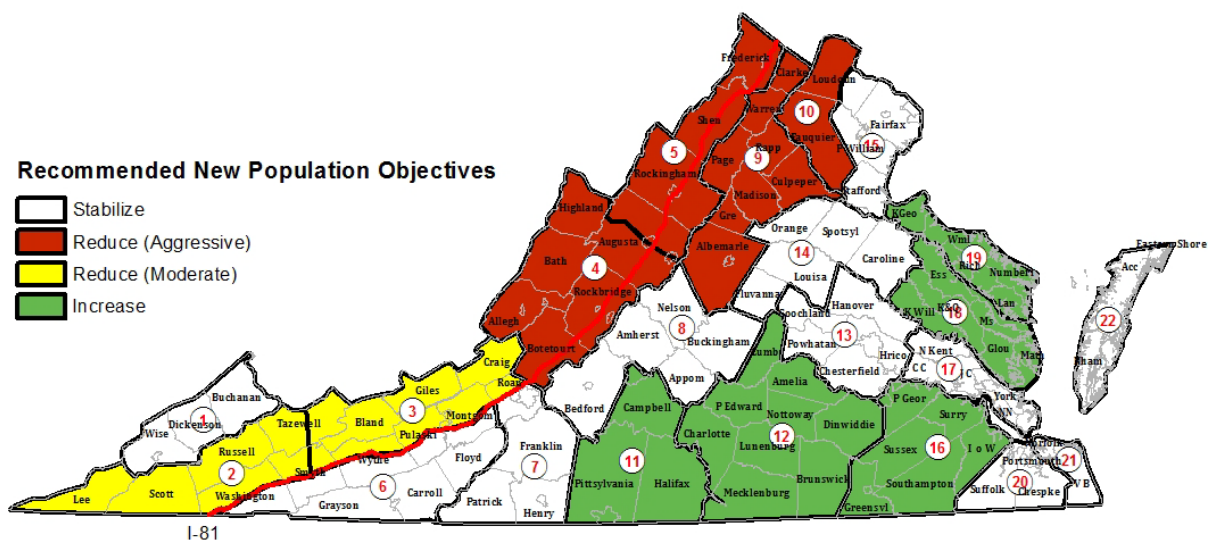 Recommended New Population Objectives
Stabilize
Reduce (Aggressive)
Reduce (Moderate)
Increase
Frederick
Clarke
Loudoun
Warren
Shen
10
Fairfax
Fauquier
15
P William
5
Page
9
Rapp
Rockingham
Culpeper
Madison
Stafford
Highland
Gre
KGeo
Orange
Spotsyl
Augusta
Albemarle
Wml
Eastern Shore
Bath
4
14
19
Rich
Numberl
Acc
Louisa
Caroline
Ess
Rockbridge
Fluvanna
Lan
Nelson
Hanover
K&Q
K Will
18
Ms
22
Allegh
Amherst
8
Goochland
13
Buckingham
Powhatan
Glou
Botetourt
Cumb
Hrico
N Kent
Math
Nham
Craig
Chesterfield
C C
17
J C
Roan
Appom
Amelia
Buchanan
Giles
Bedford
P Geor
York
1
Dickenson
Tazewell
3
Montgom
Campbell
P Edward
Nottoway
Surry
NN
Wise
Bland
Pulaski
Dinwiddie
Russell
Franklin
Charlotte
12
Lunenburg
Sussex
16
I o W
Norfolk
Smyth
Wythe
Floyd
7
11
Portsmouth
21
2
Lee
Scott
6
Pittsylvania
Halifax
Brunswick
Southampton
20
Washington
Carroll
Patrick
Mecklenburg
Suffolk
Chespke
V B
Grayson
Henry
Greensvl
I-81